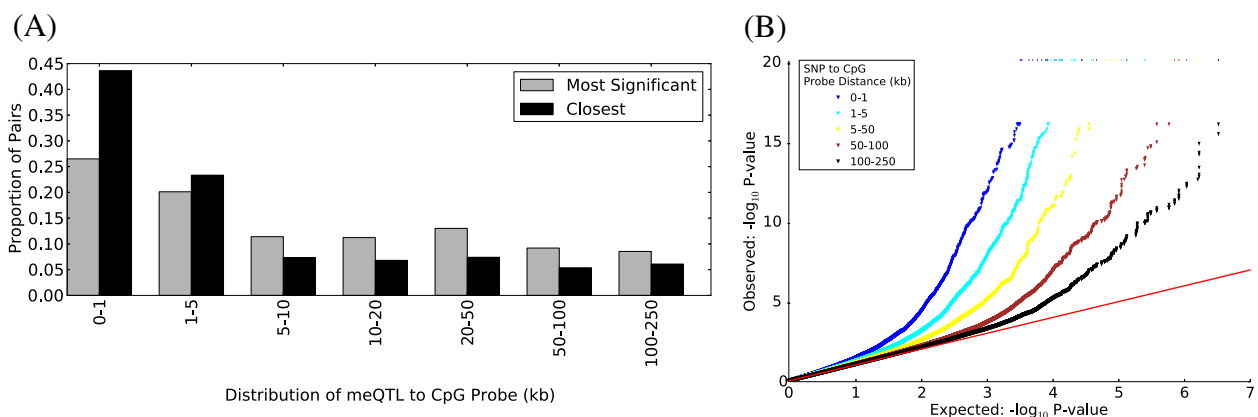 (A)
0.45
0.40
0.35
0.30
0.25
0.20
0.15
0.10
0.05
0.00
Proportion of Pairs
Most Significant
Closest
0-1
1-5
5-10
10-20
20-50
50-100
100-250
Distribution of meQTL to CpG Probe (kb)
(B)
20
15
10
5
0
Observed: -log10 P-value
SNP to CpG
Probe Distance (kb)
0-1
1-5
5-50
50-100
100-250
0 1 2 3 4 5 6 7
Expected: -log10 P-value